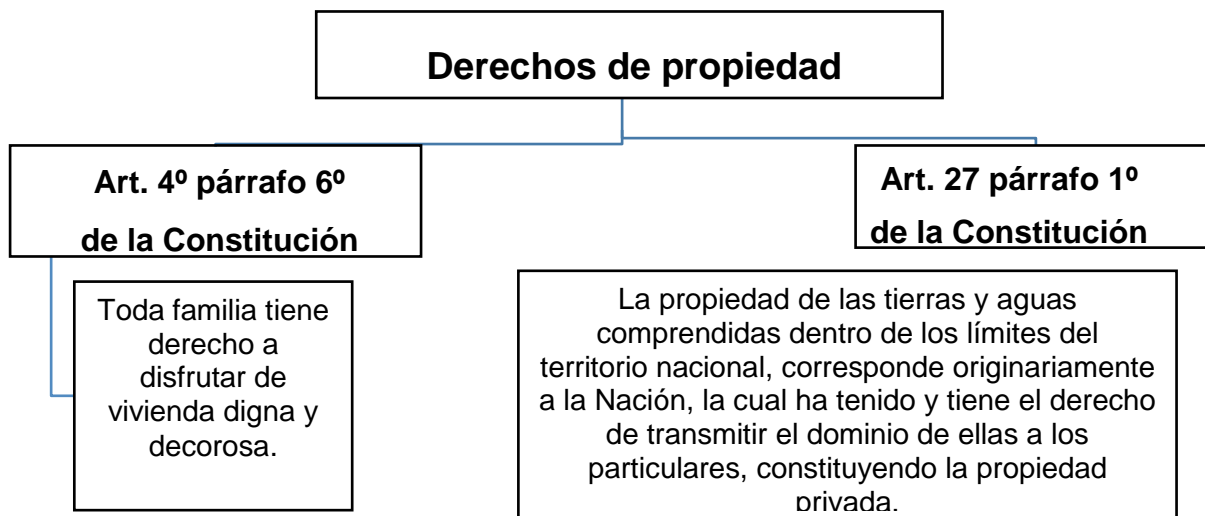 Derechos de propiedad
Art. 4º párrafo 6º
de la Constitución
Art. 27 párrafo 1º
de la Constitución
Toda familia tiene
derecho a
disfrutar de
vivienda digna y
decorosa.
La propiedad de las tierras y aguas
comprendidas dentro de los límites del
territorio nacional, corresponde originariamente
a la Nación, la cual ha tenido y tiene el derecho
de transmitir el dominio de ellas a los
particulares, constituyendo la propiedad
privada.